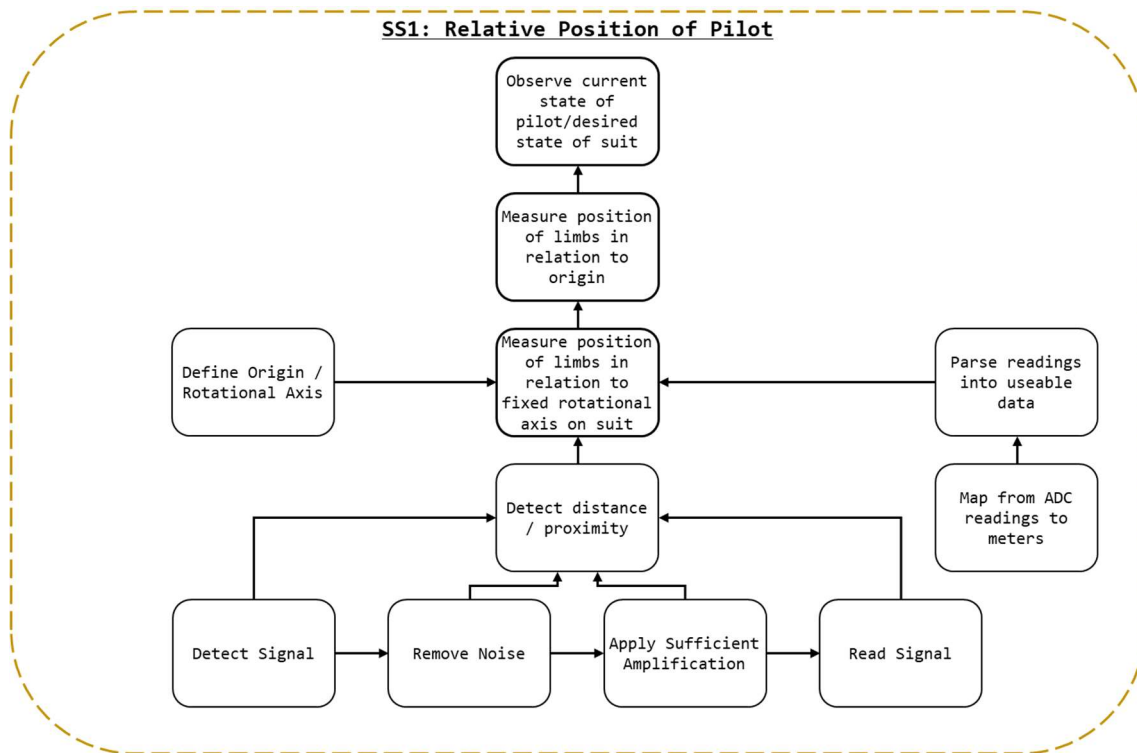 SS1: Relative Position of Pilot
Observe current
state of
pilot/desired
state of suit
Measure position
of limbs in
relation to
origin
Define Origin /
Rotational Axis
Measure position
of limbs in
relation to
fixed rotational
axis on suit
Parse readings
into useable
data
Detect distance
/ proximity
Map from ADC
readings to
meters
Detect Signal
Remove Noise
Apply Sufficient
Amplification
Read Signal